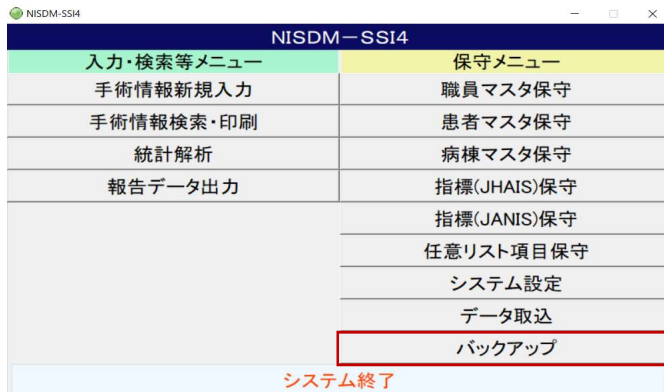 NISDM-SSI4
NISDM－SSI4
入力・検索等メニュー
手術情報新規入力
手術情報検索・印刷
統計解析
報告データ出力
保守メニュー
職員マスタ保守
患者マスタ保守
病棟マスタ保守
指標(JHAIS)保守
指標(JANIS)保守
任意リスト項目保守
システム設定
データ取込
バックアップ
システム終了